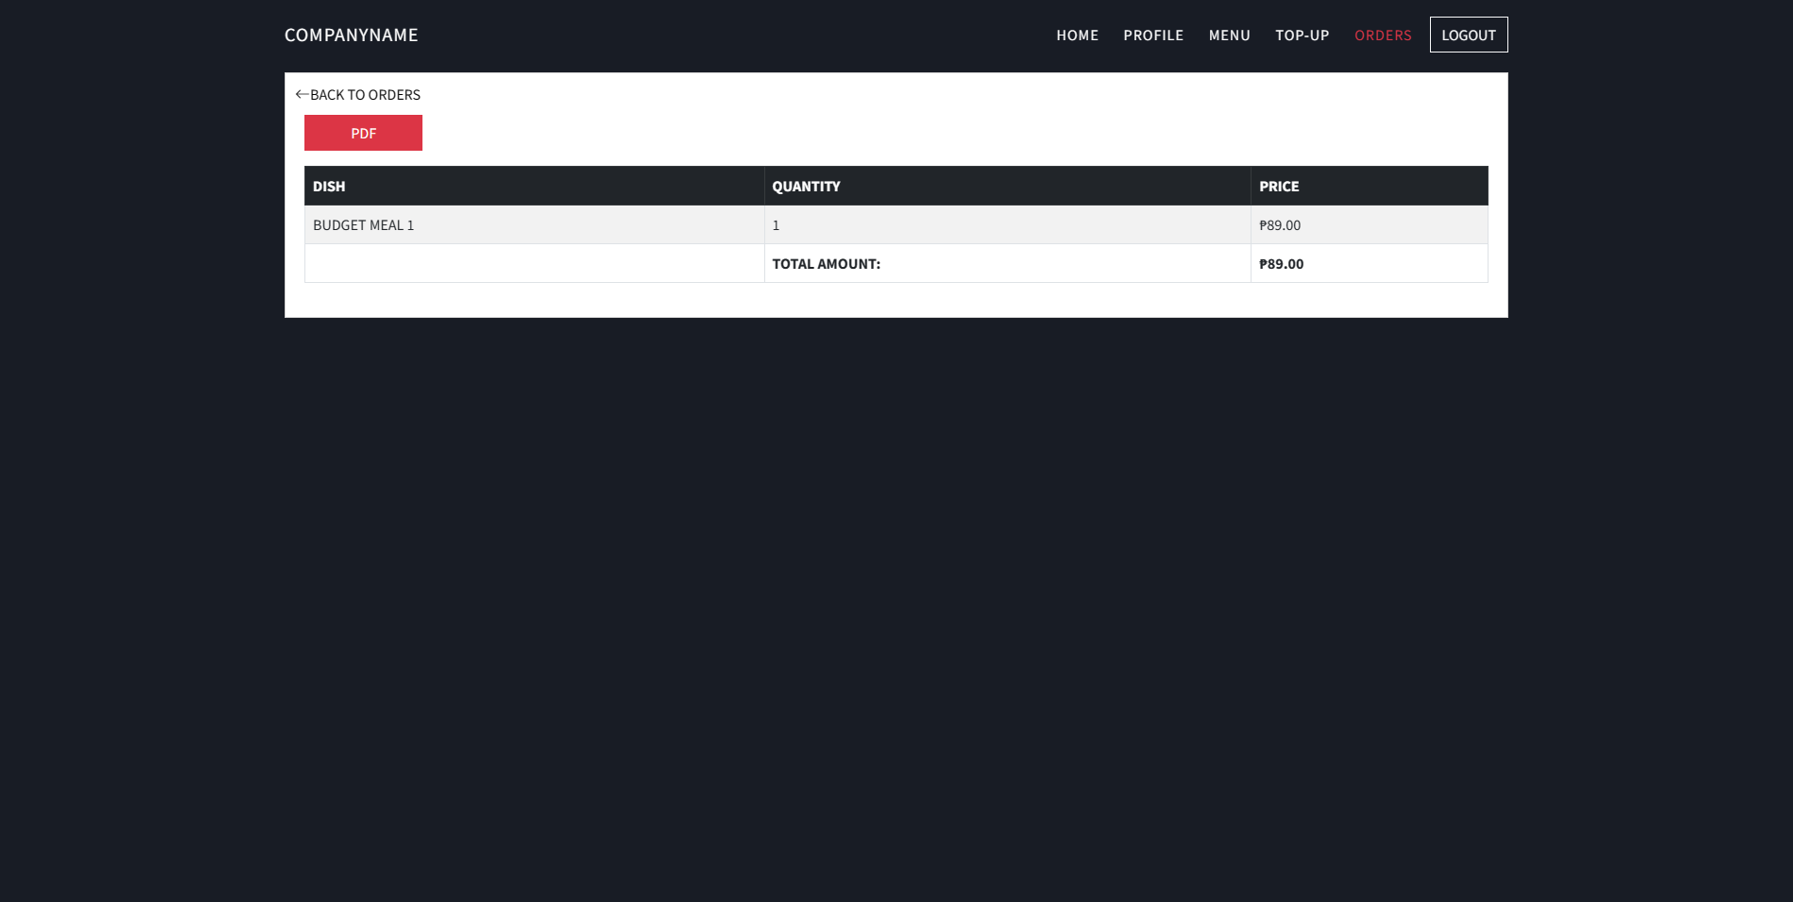 COMPANYNAME
HOME PROFILE MENU TOP-UP ORDERS LOGOUT
←BACK TO ORDERS
PDF
DISH QUANTITY PRICE
BUDGET MEAL 1 1 ₱89.00
TOTAL AMOUNT: ₱89.00